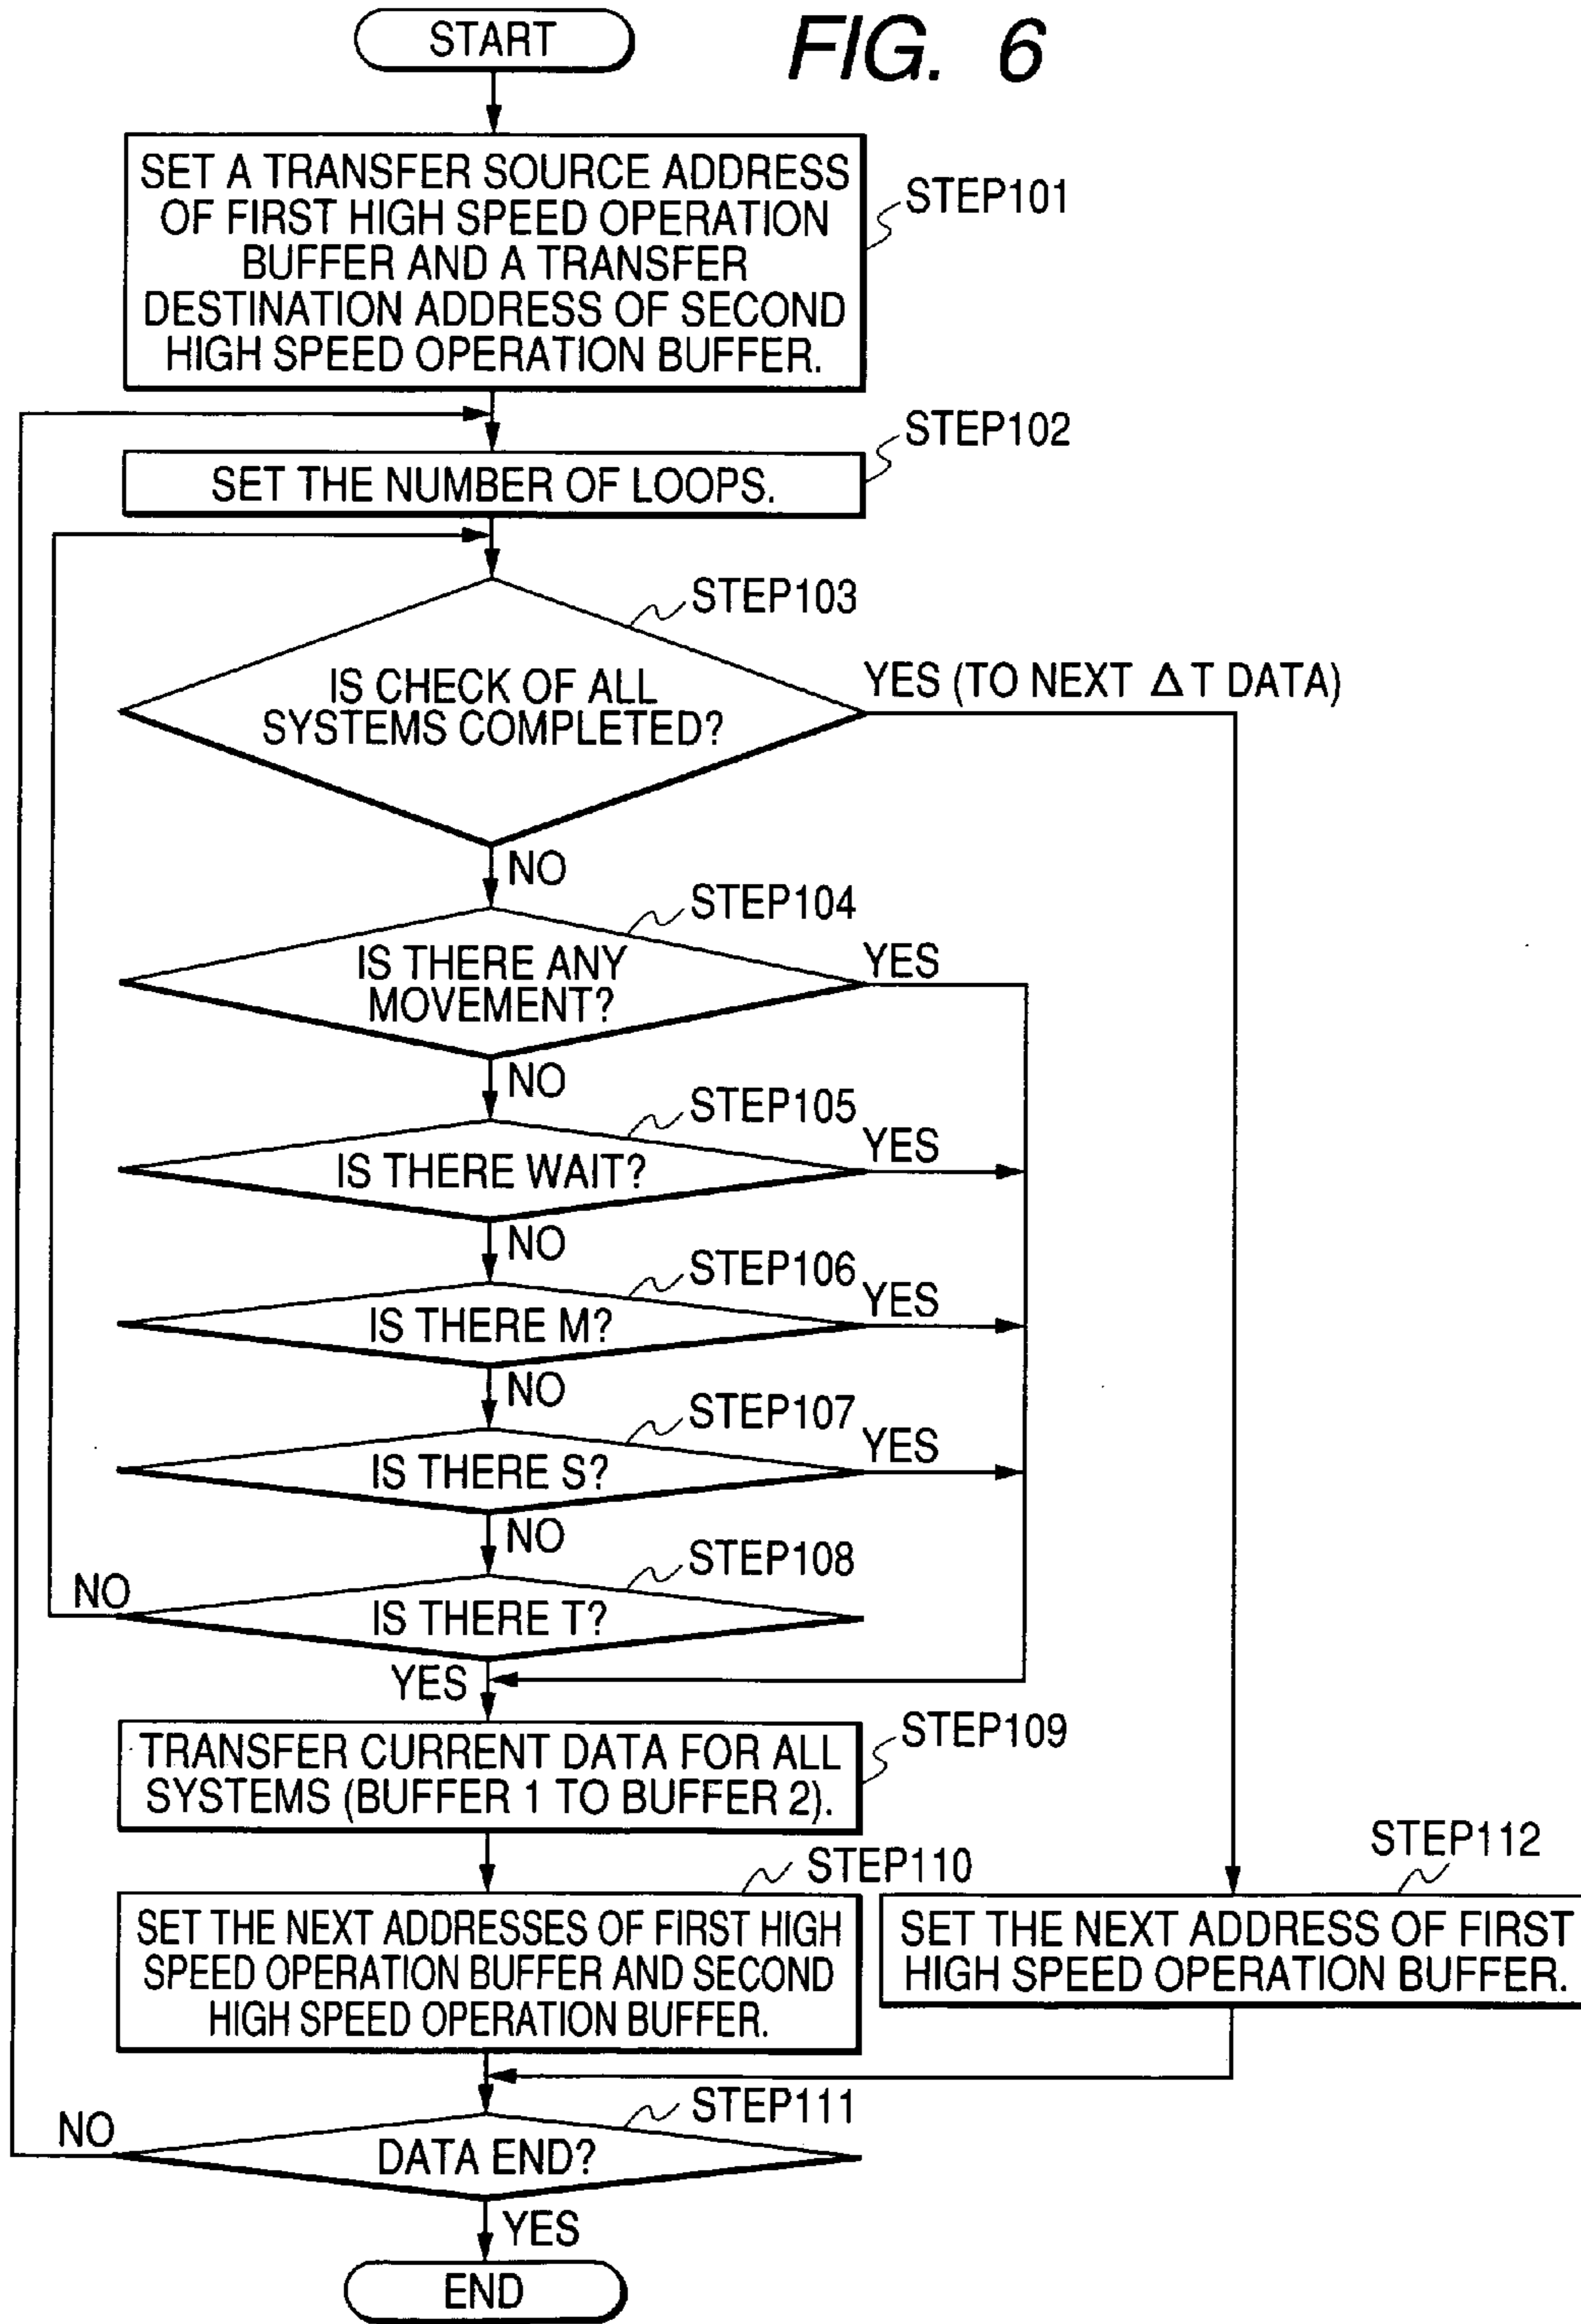 START
FIG. 6
SET A TRANSFER SOURCE ADDRESS
OF FIRST HIGH SPEED OPERATION
BUFFER AND A TRANSFER
DESTINATION ADDRESS OF SECOND
HIGH SPEED OPERATION BUFFER.
STEP101
STEP102
SET THE NUMBER OF LOOPS.
STEP103
IS CHECK OF ALL
SYSTEMS COMPLETED?
YES (TO NEXT Δ T DATA)
NO
STEP104
IS THERE ANY
MOVEMENT?
YES
NO
STEP105
IS THERE WAIT?
YES
NO
STEP106
IS THERE M?
YES
NO
STEP107
IS THERE S?
YES
NO
STEP108
NO
IS THERE T?
YES
STEP109
TRANSFER CURRENT DATA FOR ALL
SYSTEMS (BUFFER 1 TO BUFFER 2).
STEP110
SET THE NEXT ADDRESSES OF FIRST HIGH
SPEED OPERATION BUFFER AND SECOND
HIGH SPEED OPERATION BUFFER.
STEP112
SET THE NEXT ADDRESS OF FIRST
HIGH SPEED OPERATION BUFFER.
STEP111
NO
DATA END?
YES
END